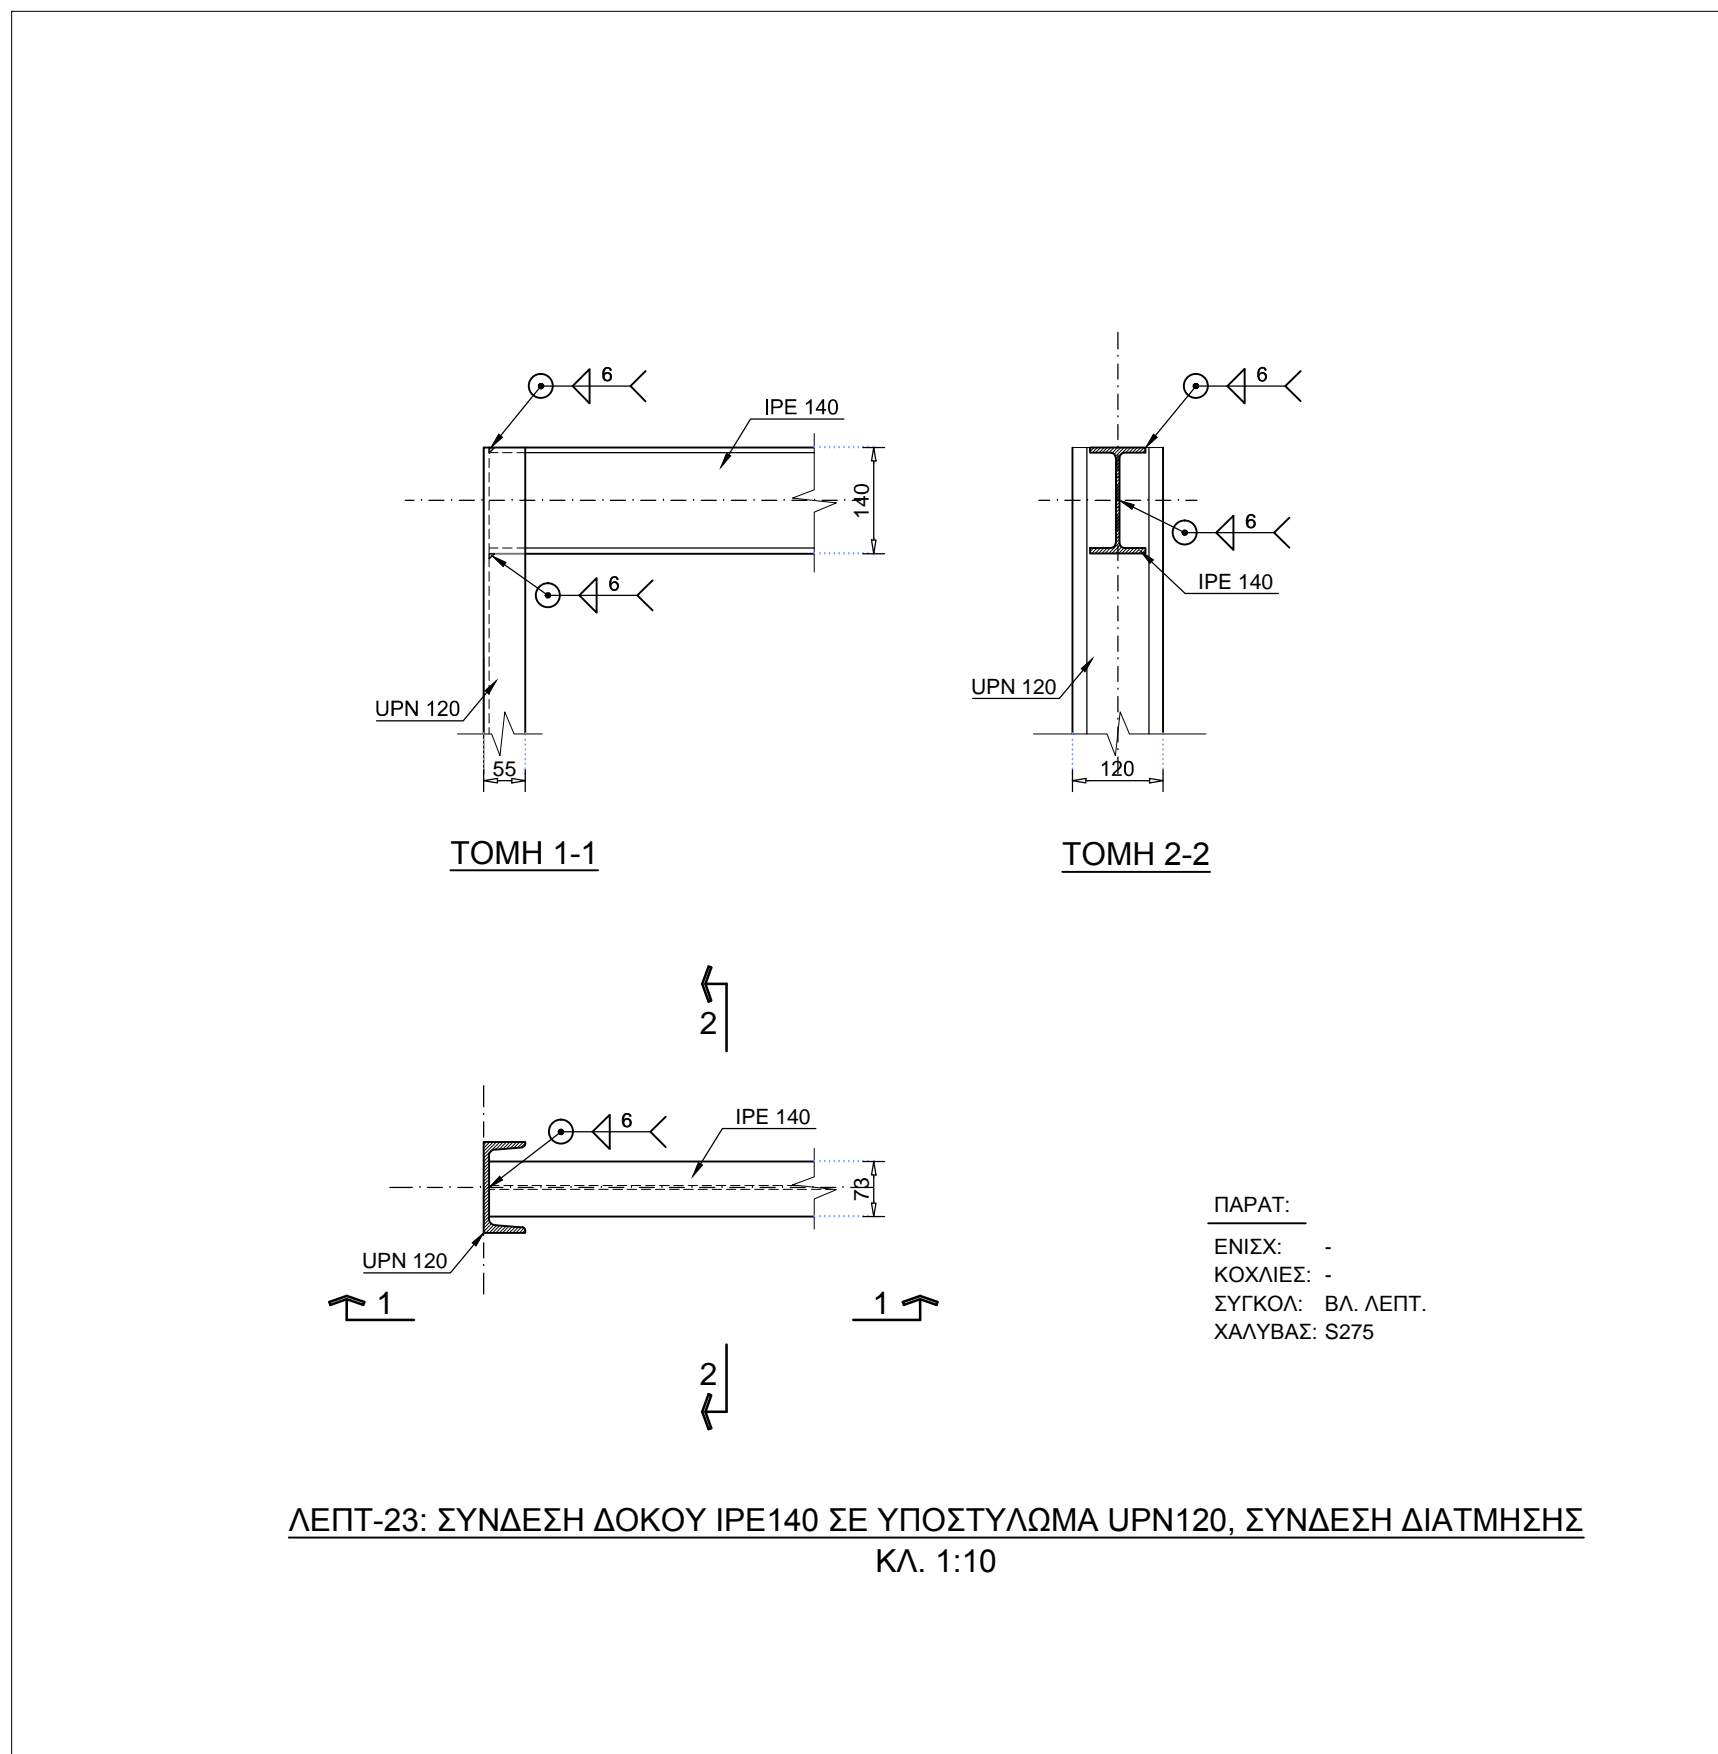 6
6
IPE 140
140
6
IPE 140
6
UPN 120
UPN 120
55
120
ΤΟΜΗ 1-1
ΤΟΜΗ 2-2
2
6
IPE 140
73
UPN 120
1
1
2
ΠΑΡΑΤ:
ΕΝΙΣΧ: -
ΚΟΧΛΙΕΣ: -
ΣΥΓΚΟΛ: ΒΛ. ΛΕΠΤ.
ΧΑΛΥΒΑΣ: S275
ΛΕΠΤ-23: ΣΥΝΔΕΣΗ ΔΟΚΟΥ IPE140 ΣΕ ΥΠΟΣΤΥΛΩΜΑ UPN120, ΣΥΝΔΕΣΗ ΔΙΑΤΜΗΣΗΣ
ΚΛ. 1:10